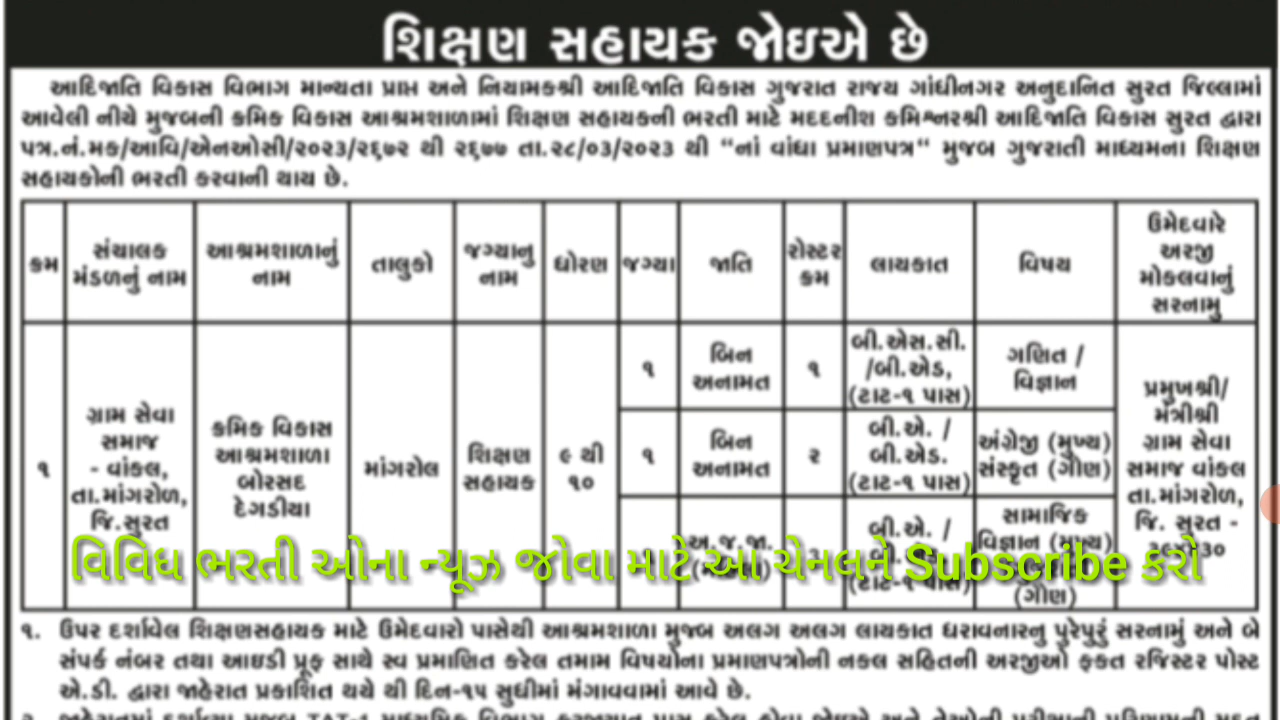 શિક્ષણ સહાયક જોઇએ છે
આદિજાતિ વિકાસ વિભાગ માન્યતા પ્રાપ્ત અને નિયામકશ્રી આદિજાતિ વિકાસ ગુજરાત રાજય ગાંધીનગર અનુદાનિત સુરત જિલ્લામાં
આવેલી નીચે મુજબની ક્રમિક વિકાસ આશ્રમશાળામાં શિક્ષણ સહાયકની ભરતી માટે મદદનીશ કમિશ્નરશ્રી આદિજાતિ વિકાસ સુરત દ્વારા
પત્ર.નં.મક/આવિ/એનઓસી/૨૦૨૩/૨૬૭૨ થી ૨૬૭૭ તા.૨૮/૦૩/૨૦૨૩ થી "નાં વાંધા પ્રમાણપત્ર" મુજબ ગુજરાતી માધ્યમના શિક્ષણ
સહાયકોની ભરતી કરવાની થાય છે.
ક્રમ
સંચાલક
મંડળનું નામ
આશ્રમશાળાનું
નામ
તાલુકો
જગ્યાનુ
નામ
ધોરણ
જગ્યા
જાતિ
રોસ્ટર
ક્રમ
લાયકાત
વિષય
ઉમેદવારે
અરજી
મોકલવાનું
સરનામુ
૧
ગ્રામ સેવા
સમાજ
- વાંકલ,
તા.માંગરોળ,
જિ.સુરત
ક્રમિક વિકાસ
આશ્રમશાળા
બોરસદ
દેગડીયા
માંગરોલ
શિક્ષણ
સહાયક
૯ થી
૧૦
૧
બિન
અનામત
૧
બી.એસ.સી.
/બી.એડ,
(ટાટ-૧ પાસ)
ગણિત /
વિજ્ઞાન
૧
બિન
અનામત
૨
બી.એ. /
બી.એડ.
(ટાટ-૧ પાસ)
અંગ્રેજી (મુખ્ય)
સંસ્કૃત (ગૌણ)
અ.જ.જા.
બી.એ. /
(ટાટ-૧ પાસ)
સામાજિક
વિજ્ઞાન (મુખ્ય)
(ગૌણ)
પ્રમુખશ્રી/
મંત્રીશ્રી
ગ્રામ સેવા
સમાજ વાંકલ
તા.માંગરોળ,
જિ. સુરત -
વિવિધ ભરતી ઓના ન્યૂઝ જોવા માટે આ ચેનલને Subscribe કરો
૧. ઉપર દર્શાવેલ શિક્ષણસહાયક માટે ઉમેદવારો પાસેથી આશ્રમશાળા મુજબ અલગ અલગ લાયકાત ધરાવનારનુ પુરેપુરું સરનામું અને બે
સંપર્ક નંબર તથા આઇડી પ્રૂફ સાથે સ્વ પ્રમાણિત કરેલ તમામ વિષયોના પ્રમાણપત્રોની નકલ સહિતની અરજીઓ ફકત રજિસ્ટર પોસ્ટ
એ.ડી. દ્વારા જાહેરાત પ્રકાશિત થયે થી દિન-૧૫ સુધીમાં મંગાવવામાં આવે છે.